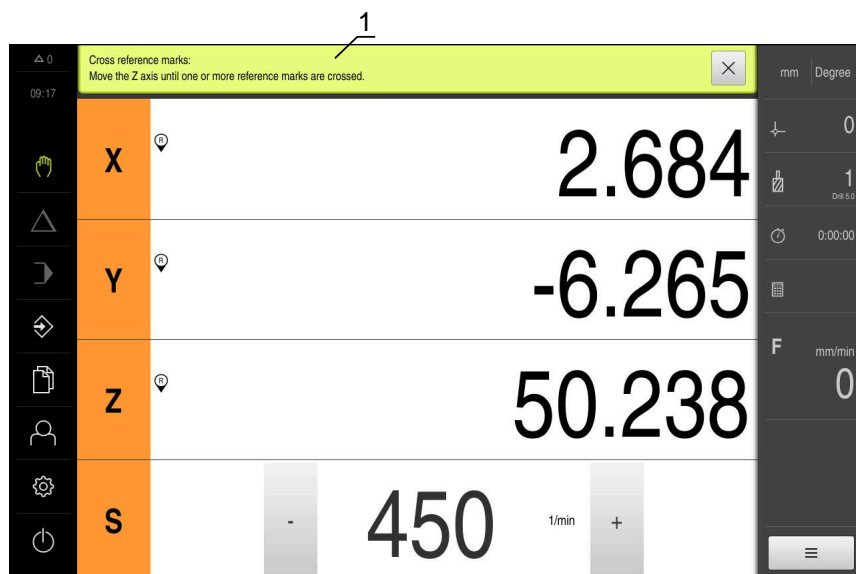 1
0
Cross reference marks:
Move the Z axis until one or more reference marks are crossed.
mm Degree
09:17
X R 2.684
0
1
Drill 5.0
0:00:00
Y R -6.265
F mm/min
0
Z R 50.238
S - 450 1/min +